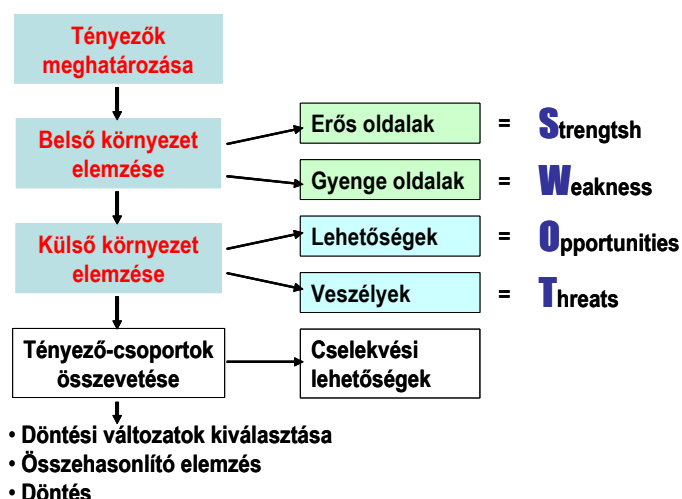 Tényezők
meghatározása
Belső környezet
elemzése
Erős oldalak = Strengtsh
Gyenge oldalak = Weakness
Külső környezet
elemzése
Lehetőségek = Opportunities
Veszélyek = Threats
Tényező-csoportok
összevetése
Cselekvési
lehetőségek
• Döntési változatok kiválasztása
• Összehasonlító elemzés
• Döntés